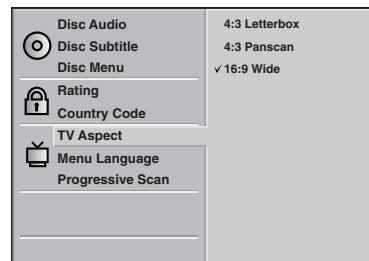 Disc Audio
Disc Subtitle
Disc Menu
Rating
Country Code
TV Aspect
Menu Language
Progressive Scan
4:3 Letterbox
4:3 Panscan
✓16:9 Wide